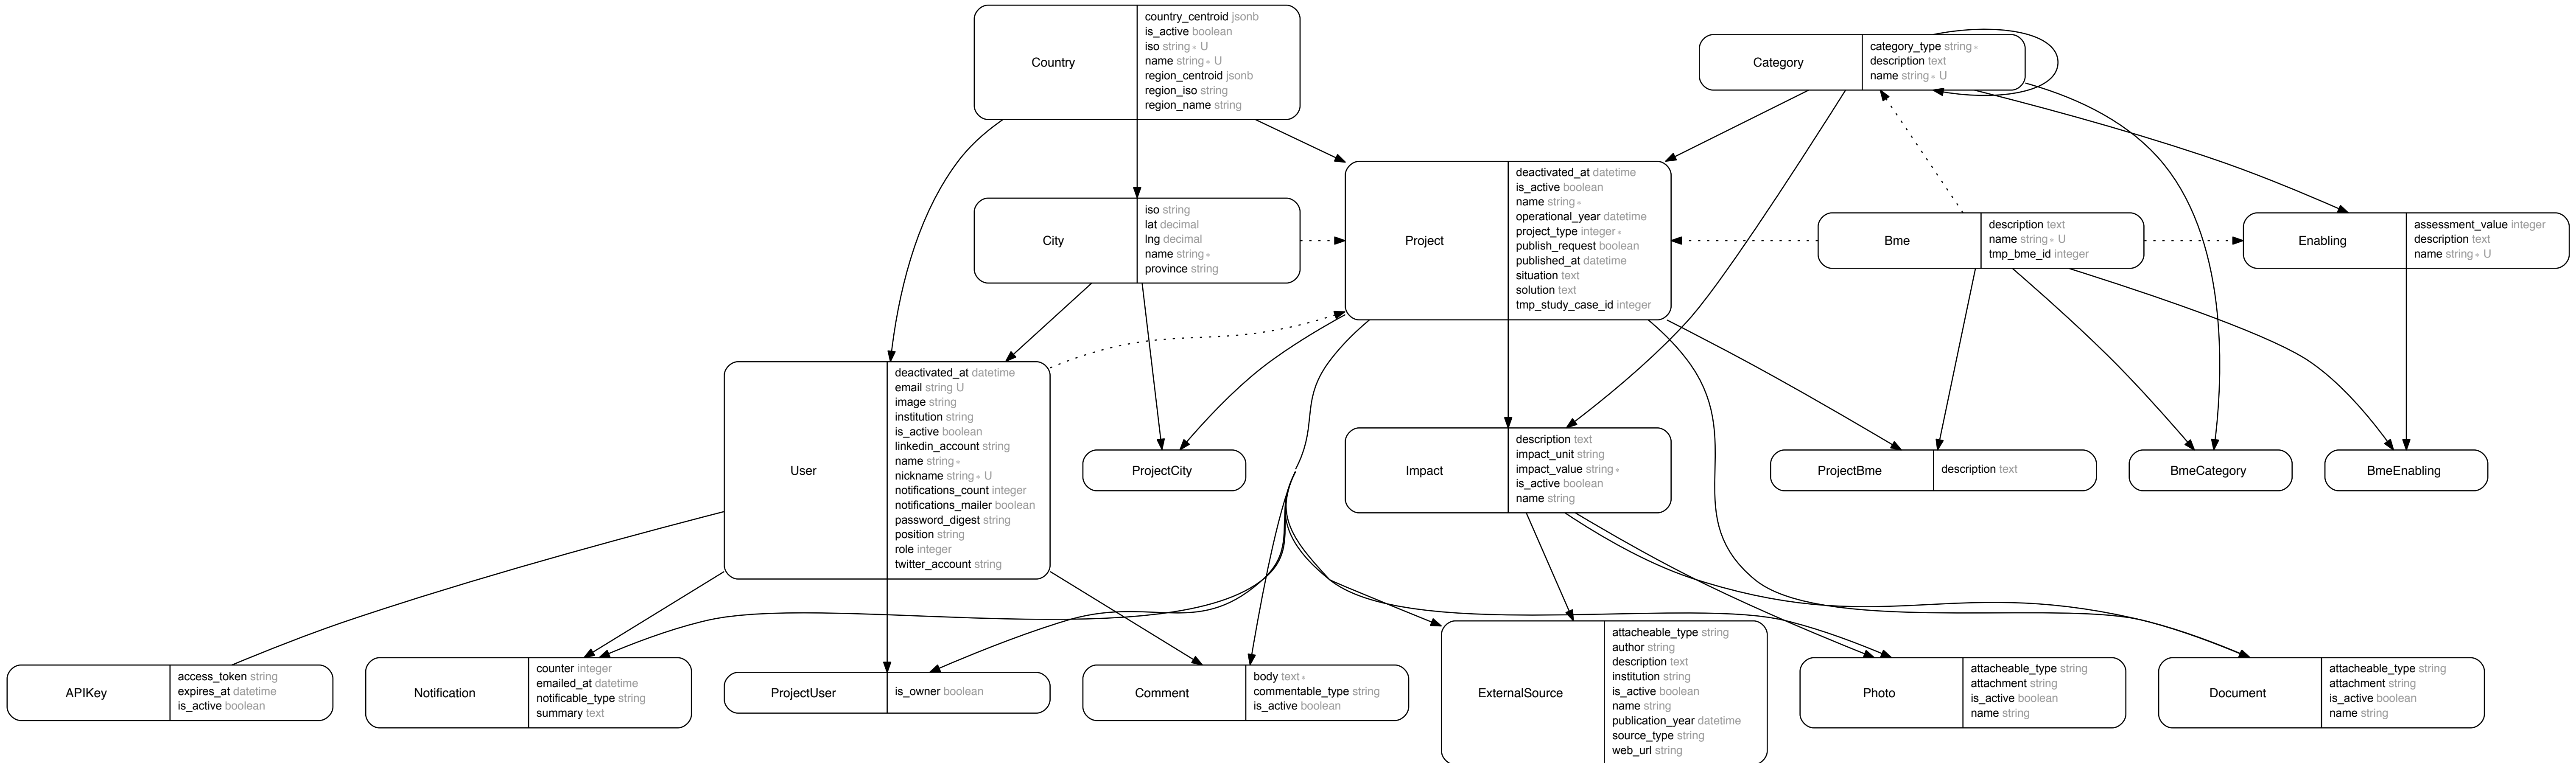 Country
country_centroid jsonb
is_active boolean
iso string* U
name string* U
region_centroid jsonb
region_iso string
region_name string
Category
category_type string*
description text
name string* U
City
iso string
lat decimal
lng decimal
name string*
province string
Project
deactivated_at datetime
is_active boolean
name string*
operational_year datetime
project_type integer*
publish_request boolean
published_at datetime
situation text
solution text
tmp_study_case_id integer
Bme
description text
name string* U
tmp_bme_id integer
Enabling
assessment_value integer
description text
name string* U
User
deactivated_at datetime
email string U
image string
institution string
is_active boolean
linkedin_account string
name string*
nickname string* U
notifications_count integer
notifications_mailer boolean
password_digest string
position string
role integer
twitter_account string
ProjectCity
Impact
description text
impact_unit string
impact_value string*
is_active boolean
name string
ProjectBme
description text
BmeCategory
BmeEnabling
APIKey
access_token string
expires_at datetime
is_active boolean
Notification
counter integer
emailed_at datetime
notificable_type string
summary text
ProjectUser
is_owner boolean
Comment
body text*
commentable_type string
is_active boolean
ExternalSource
attacheable_type string
author string
description text
institution string
is_active boolean
name string
publication_year datetime
source_type string
web_url string
Photo
attacheable_type string
attachment string
is_active boolean
name string
Document
attacheable_type string
attachment string
is_active boolean
name string